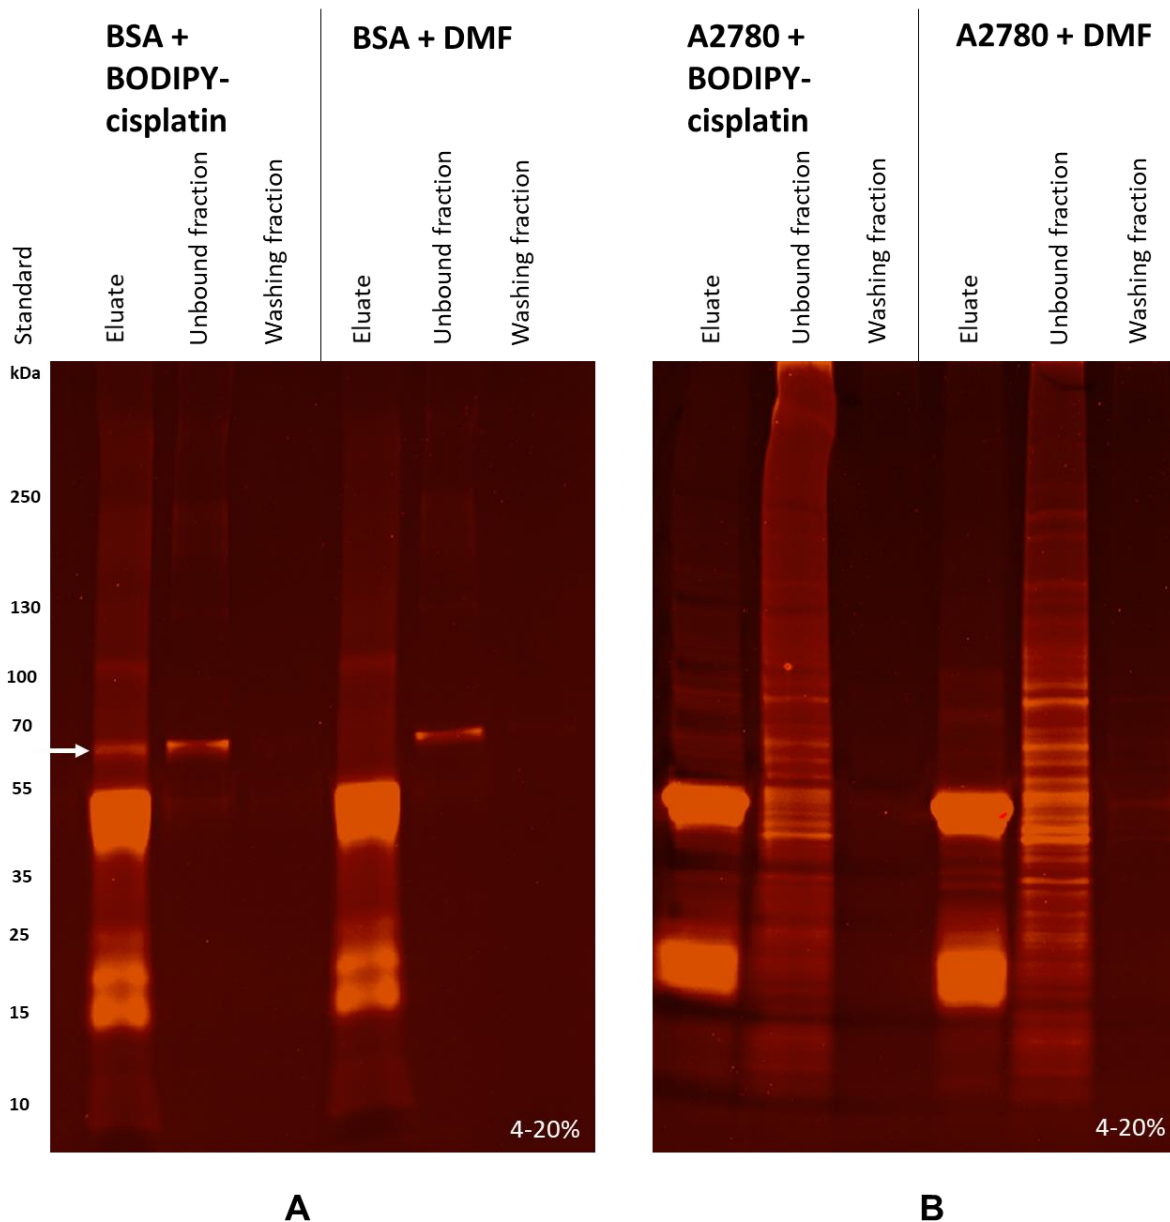 BSA +
BODIPY-
cisplatin
BSA + DMF
A2780 +
BODIPY-
cisplatin
A2780 + DMF
Standard
Eluate
Unbound fraction
Washing fraction
Eluate
Unbound fraction
Washing fraction
Eluate
Unbound fraction
Washing fraction
Eluate
Unbound fraction
Washing fraction
kDa
250
130
100
70
55
35
25
15
10
4-20%
4-20%
A
B